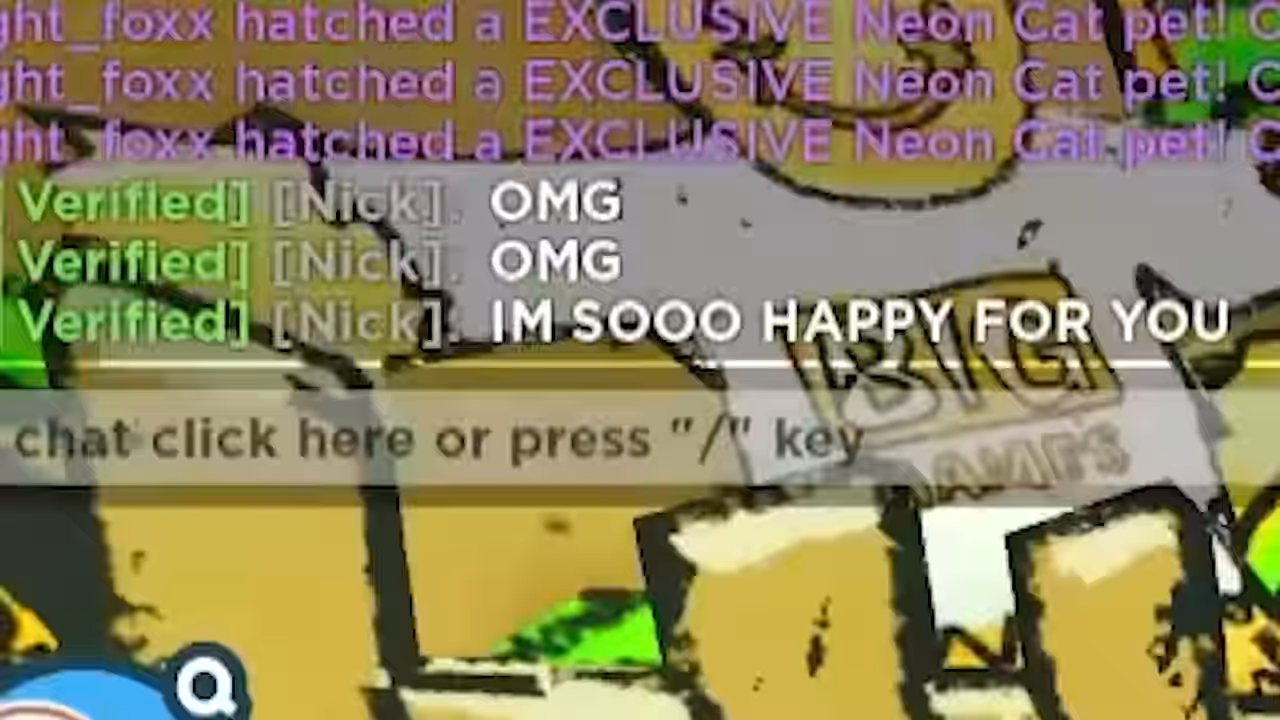 ght_foxx hatched a EXCLUSIVE Neon Cat pet! C
ght_foxx hatched a EXCLUSIVE Neon Cat pet! C
ght_foxx hatched a EXCLUSIVE Neon Cat pet! C
Verified] [Nick]: OMG
Verified] [Nick]: OMG
Verified] [Nick]: IM SOOO HAPPY FOR YOU
BIG
chat click here or press "/" key
Q